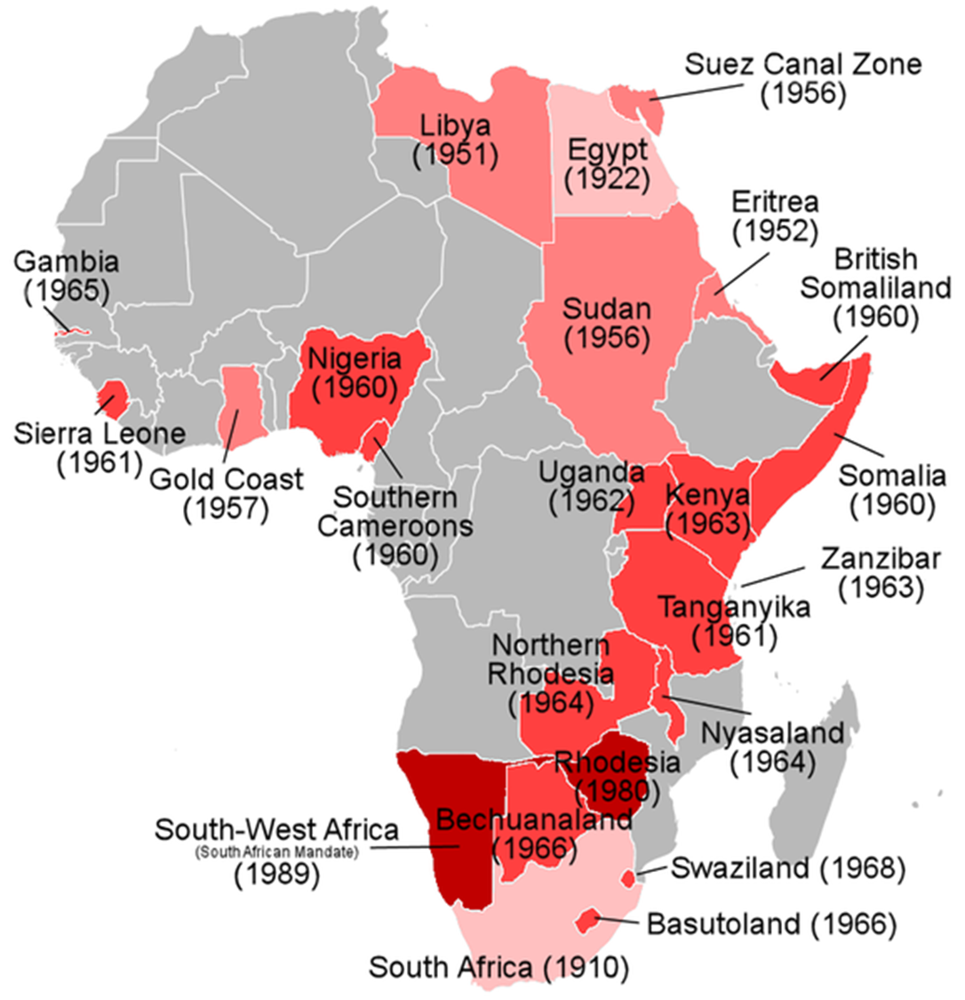 Suez Canal Zone
(1956)
Libya
(1951)
Egypt
(1922)
Eritrea
(1952)
British
Somaliland
(1960)
Gambia
(1965)
Sudan
(1956)
Nigeria
(1960)
Sierra Leone
(1961)
Gold Coast
(1957)
Southern
Cameroons
(1960)
Uganda
(1962)
Kenya
(1963)
Somalia
(1960)
Zanzibar
(1963)
Tanganyika
(1961)
Northern
Rhodesia
(1964)
Nyasaland
(1964)
Rhodesia
(1980)
South-West Africa
(South African Mandate)
(1989)
Bechuanaland
(1966)
Swaziland (1968)
Basutoland (1966)
South Africa (1910)